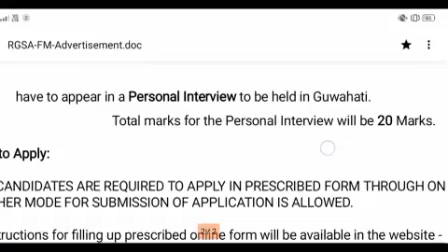 RGSA-FM-Advertisement.doc
have to appear in a Personal Interview to be held in Guwahati.
Total marks for the Personal Interview will be 20 Marks.
to Apply:
CANDIDATES ARE REQUIRED TO APPLY IN PRESCRIBED FORM THROUGH ON
HER MODE FOR SUBMISSION OF APPLICATION IS ALLOWED.
tructions for filling up prescribed online form will be available in the website -